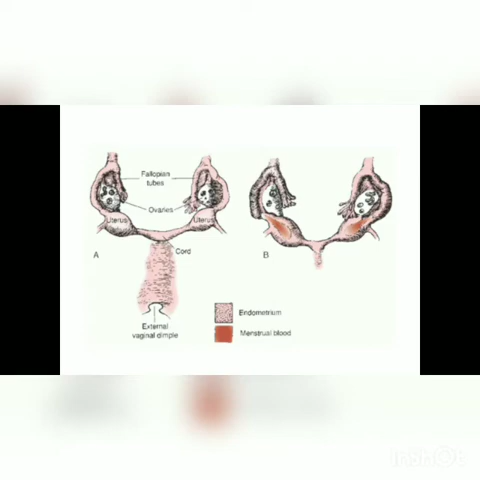 Fallopian
tubes
Ovaries
Uterus
Uterus
A
Cord
B
External
vaginal dimple
Endometrium
Menstrual blood